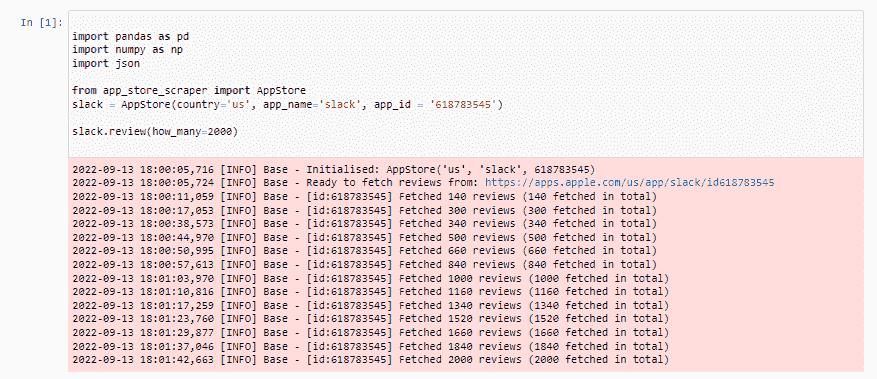 In [1]:
import pandas as pd
import numpy as np
import json
from app_store_scraper import AppStore
slack = AppStore(country='us', app_name='slack', app_id = '618783545')
slack.review(how_many=2000)
2022-09-13 18:00:05,716 [INFO] Base - Initialised: AppStore('us', 'slack', 618783545)
2022-09-13 18:00:05,724 [INFO] Base - Ready to fetch reviews from: https://apps.apple.com/us/app/slack/id618783545
2022-09-13 18:00:11,059 [INFO] Base - [id:618783545] Fetched 140 reviews (140 fetched in total)
2022-09-13 18:00:17,053 [INFO] Base - [id:618783545] Fetched 300 reviews (300 fetched in total)
2022-09-13 18:00:38,573 [INFO] Base - [id:618783545] Fetched 340 reviews (340 fetched in total)
2022-09-13 18:00:44,970 [INFO] Base - [id:618783545] Fetched 500 reviews (500 fetched in total)
2022-09-13 18:00:50,995 [INFO] Base - [id:618783545] Fetched 660 reviews (660 fetched in total)
2022-09-13 18:00:57,613 [INFO] Base - [id:618783545] Fetched 840 reviews (840 fetched in total)
2022-09-13 18:01:03,970 [INFO] Base - [id:618783545] Fetched 1000 reviews (1000 fetched in total)
2022-09-13 18:01:10,816 [INFO] Base - [id:618783545] Fetched 1160 reviews (1160 fetched in total)
2022-09-13 18:01:17,259 [INFO] Base - [id:618783545] Fetched 1340 reviews (1340 fetched in total)
2022-09-13 18:01:23,760 [INFO] Base - [id:618783545] Fetched 1520 reviews (1520 fetched in total)
2022-09-13 18:01:29,877 [INFO] Base - [id:618783545] Fetched 1660 reviews (1660 fetched in total)
2022-09-13 18:01:37,046 [INFO] Base - [id:618783545] Fetched 1840 reviews (1840 fetched in total)
2022-09-13 18:01:42,663 [INFO] Base - [id:618783545] Fetched 2000 reviews (2000 fetched in total)